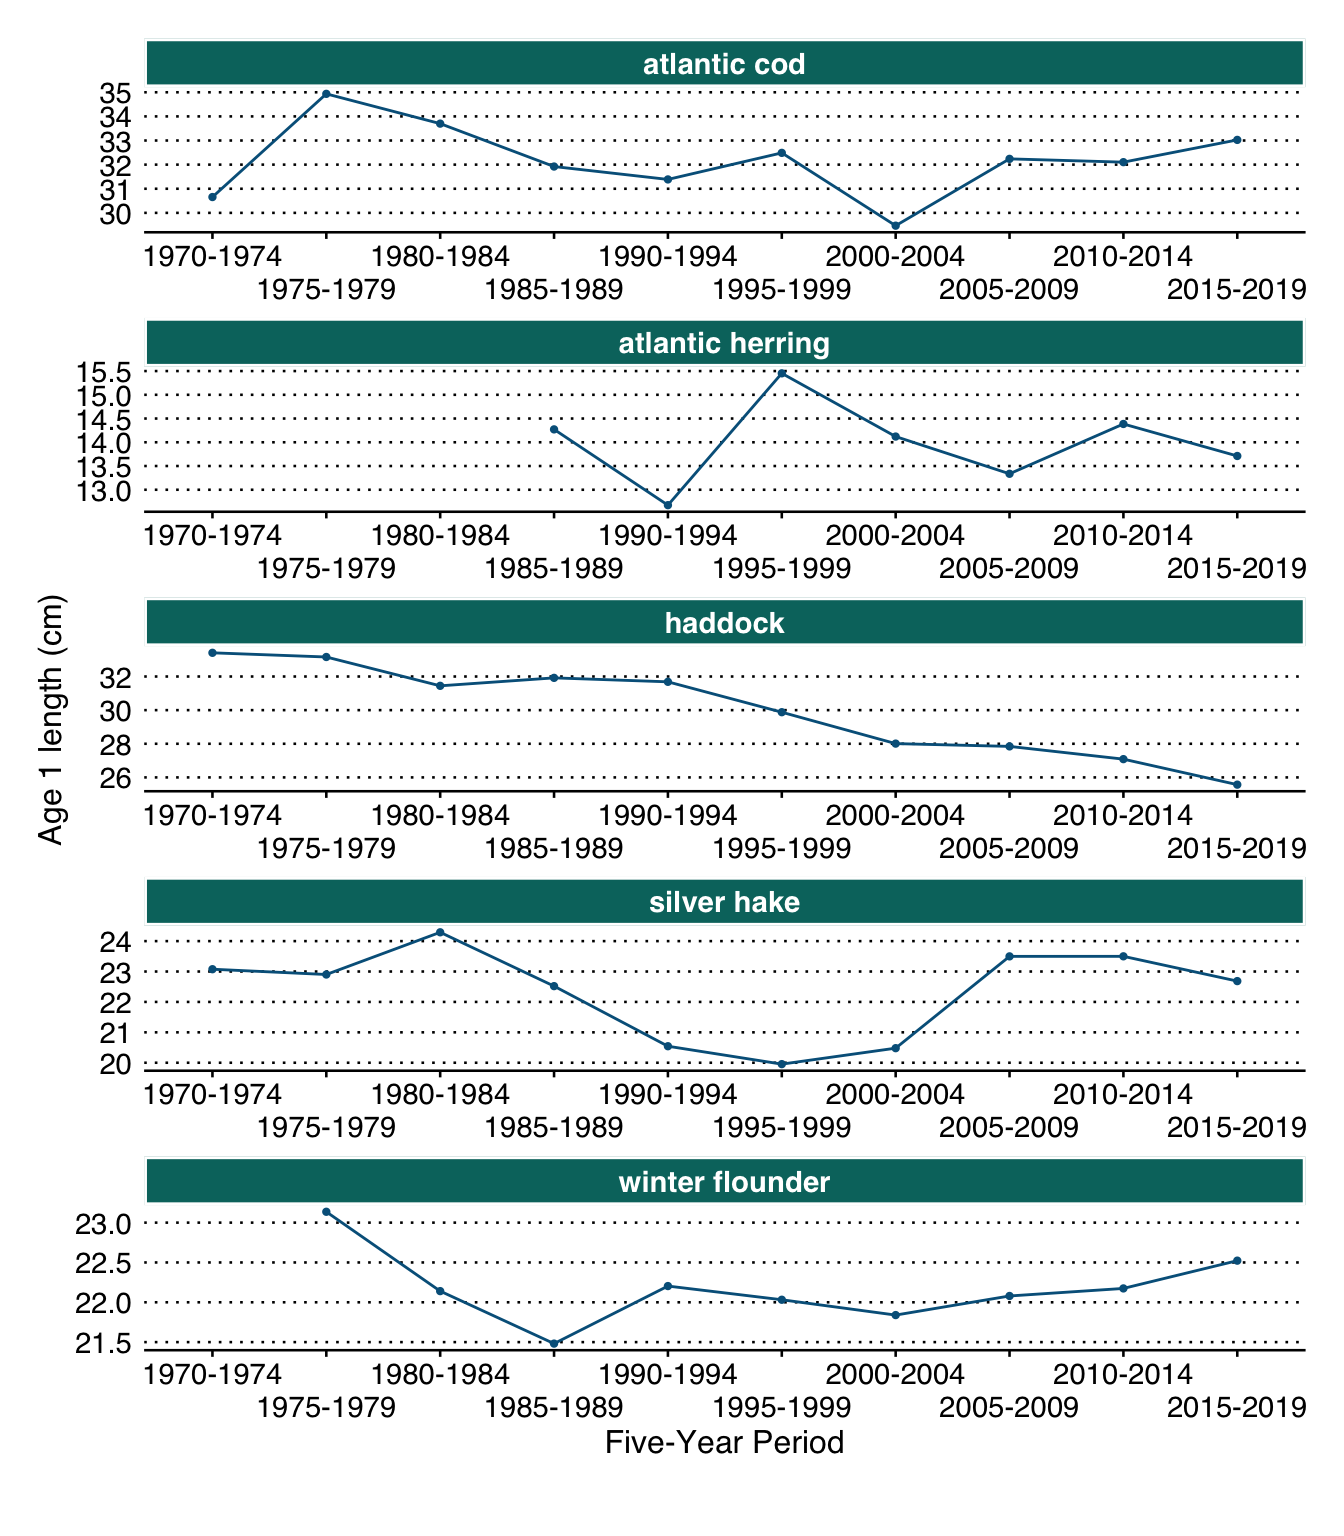 atlantic cod
35
34
33
32
31
30
1970-1974 1980-1984 1990-1994 2000-2004 2010-2014
1975-1979 1985-1989 1995-1999 2005-2009 2015-2019
atlantic herring
15.5
15.0
14.5
14.0
13.5
13.0
1970-1974 1980-1984 1990-1994 2000-2004 2010-2014
1975-1979 1985-1989 1995-1999 2005-2009 2015-2019
Age 1 length (cm)
haddock
32
30
28
26
1970-1974 1980-1984 1990-1994 2000-2004 2010-2014
1975-1979 1985-1989 1995-1999 2005-2009 2015-2019
silver hake
24
23
22
21
20
1970-1974 1980-1984 1990-1994 2000-2004 2010-2014
1975-1979 1985-1989 1995-1999 2005-2009 2015-2019
winter flounder
23.0
22.5
22.0
21.5
1970-1974 1980-1984 1990-1994 2000-2004 2010-2014
1975-1979 1985-1989 1995-1999 2005-2009 2015-2019
Five-Year Period